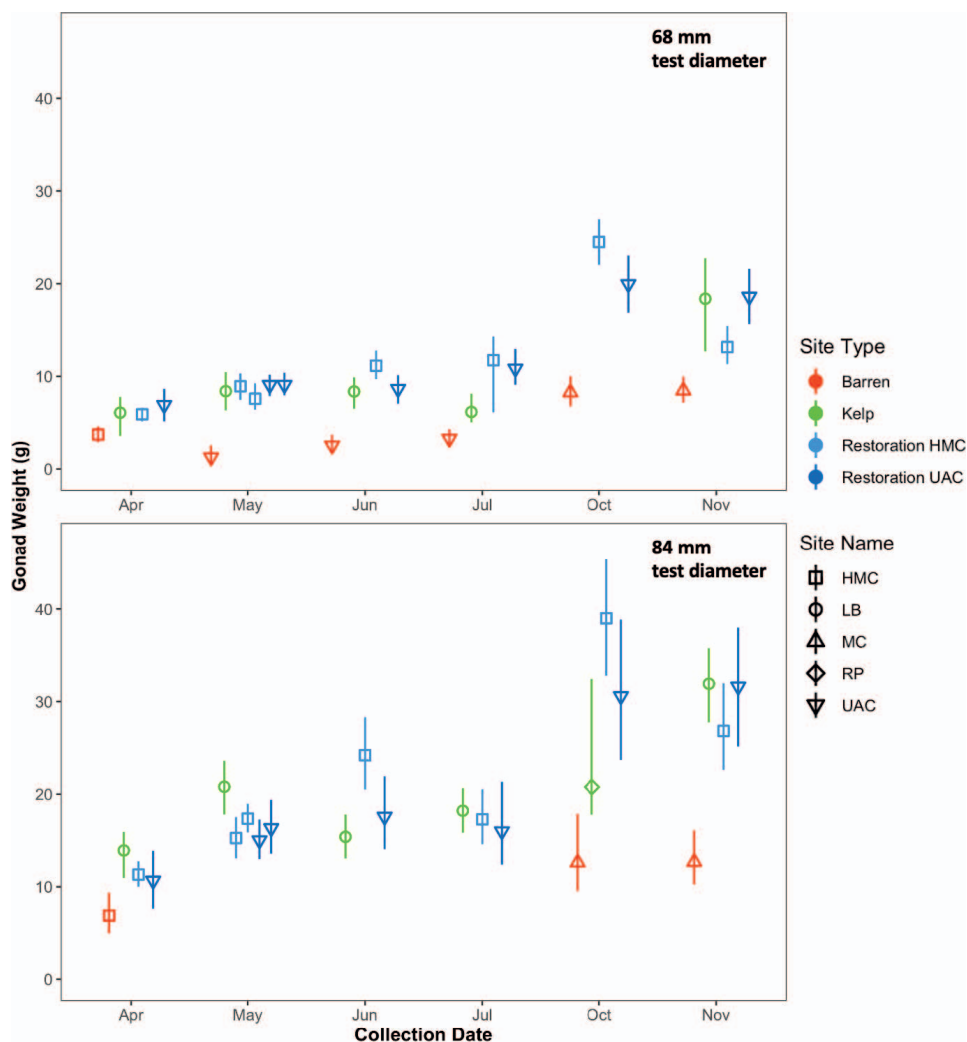 68 mm
test diameter
40
30
20
10
0
Apr May Jun Jul Oct Nov
Gonad Weight (g)
84 mm
test diameter
40
30
20
10
0
Apr May Jun Jul Oct Nov
Collection Date
Site Type
Barren
Kelp
Restoration HMC
Restoration UAC
Site Name
HMC
LB
MC
RP
UAC